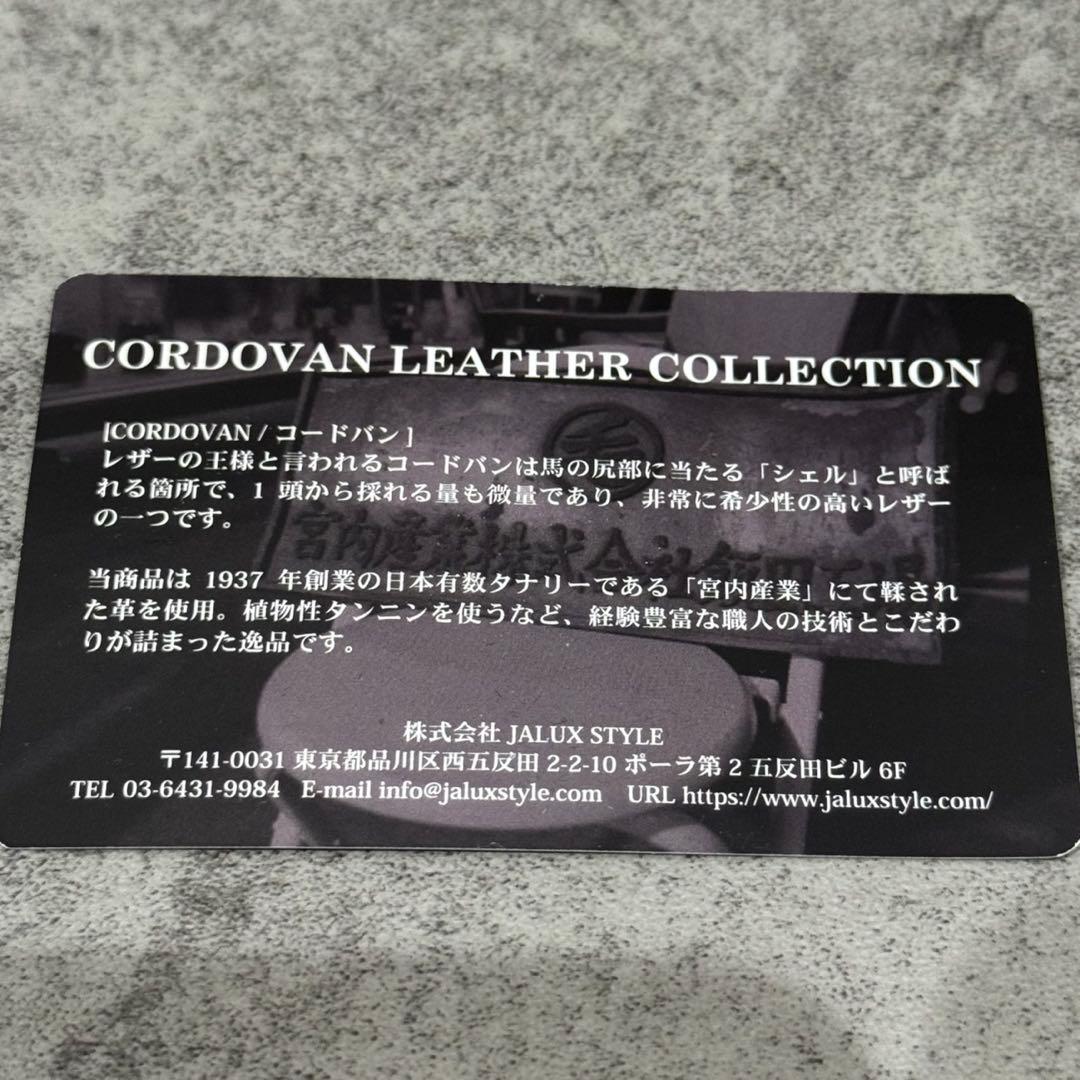 CORDOVAN LEATHER COLLECTION
[CORDOVAN / コードバン]
レザーの王様と言われるコードバンは馬の尻部に当たる「シェル」と呼ば
れる箇所で、1 頭から採れる量も微量であり、非常に希少性の高いレザー
の一つです。
当商品は 1937 年創業の日本有数タナリーである「宮内産業」にて鞣され
た革を使用。植物性タンニンを使うなど、経験豊富な職人の技術とこだわ
りが詰まった逸品です。
宮内産業株式会社
株式会社 JALUX STYLE
〒141-0031 東京都品川区西五反田 2-2-10 ポーラ第 2 五反田ビル 6F
TEL 03-6431-9984 E-mail info@jaluxstyle.com URL https://www.jaluxstyle.com/